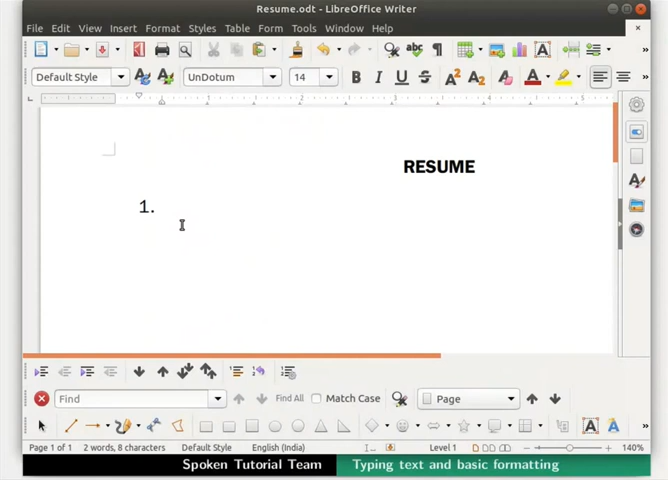 Resume.odt - LibreOffice Writer
File Edit View Insert Format Styles Table Form Tools Window Help
Default Style UnDotum 14
RESUME
1.
Find Find All Match Case Page
Page 1 of 1 2 words, 8 characters Default Style English (India) Level 1 140%
Spoken Tutorial Team Typing text and basic formatting